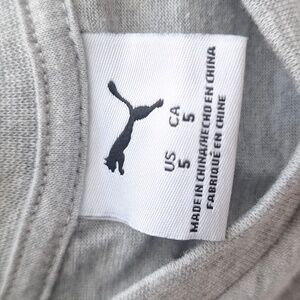 US CA
5 5
MADE IN CHINA/HECHO EN CHINA
FABRIQUÉ EN CHINE